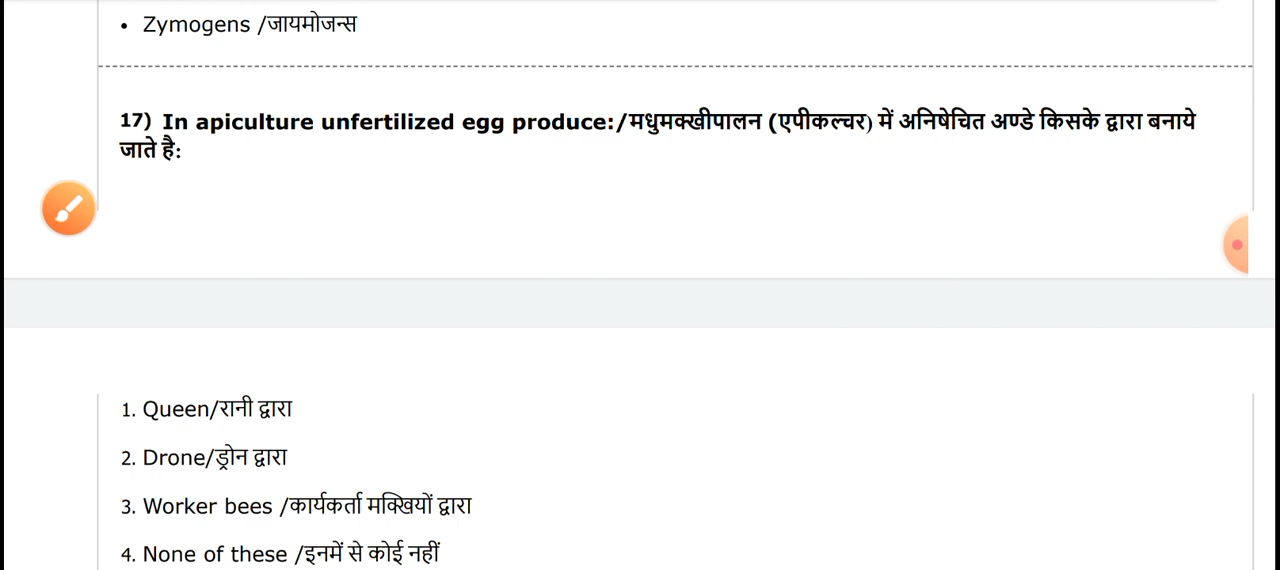 • Zymogens /जायमोजन्स
17) In apiculture unfertilized egg produce:/मधुमक्खीपालन (एपीकल्चर) में अनिषेचित अण्डे किसके द्वारा बनाये
जाते है:
1. Queen/रानी द्वारा
2. Drone/ड्रोन द्वारा
3. Worker bees /कार्यकर्ता मक्खियों द्वारा
4. None of these /इनमें से कोई नहीं